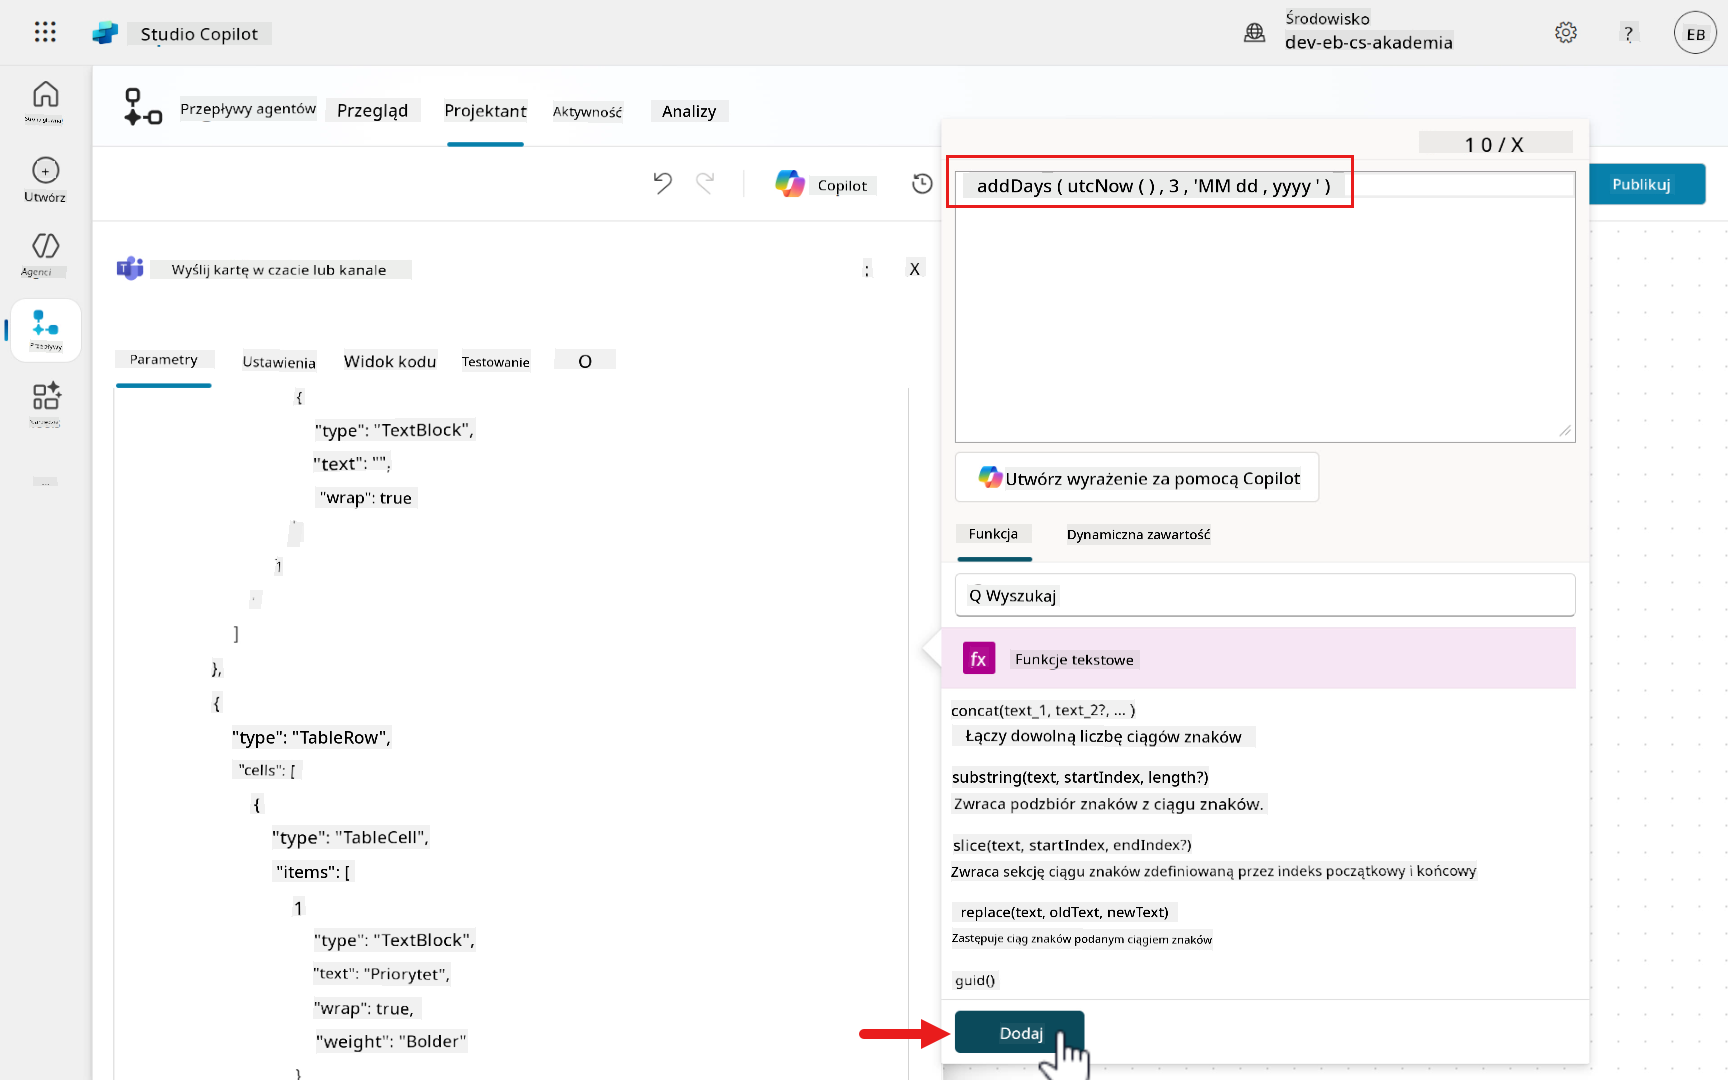 Studio Copilot
Środowisko
dev-eb-cs-akademia
?
EB
Utwórz
Agenci
Przepływy
...
Przepływy agentów
Przegląd
Projektant
Aktywność
Analizy
Copilot
Publikuj
Wyślij kartę w czacie lub kanale
:
X
Parametry
Ustawienia
Widok kodu
Testowanie
O
{
"type": "TextBlock",
"text": "",
"wrap": true
1
]
},
{
"type": "TableRow",
"cells": [
{
"type": "TableCell",
"items": [
1
"type": "TextBlock",
"text": "Priorytet",
"wrap": true,
"weight": "Bolder"
}
1 0 / X
addDays ( utcNow ( ) , 3 , 'MM dd , yyyy ' )
Utwórz wyrażenie za pomocą Copilot
Funkcja
Dynamiczna zawartość
Q Wyszukaj
fx
Funkcje tekstowe
concat(text_1, text_2?, ... )
Łączy dowolną liczbę ciągów znaków
substring(text, startIndex, length?)
Zwraca podzbiór znaków z ciągu znaków.
slice(text, startIndex, endIndex?)
Zwraca sekcję ciągu znaków zdefiniowaną przez indeks początkowy i końcowy
replace(text, oldText, newText)
Zastępuje ciąg znaków podanym ciągiem znaków
guid()
Dodaj